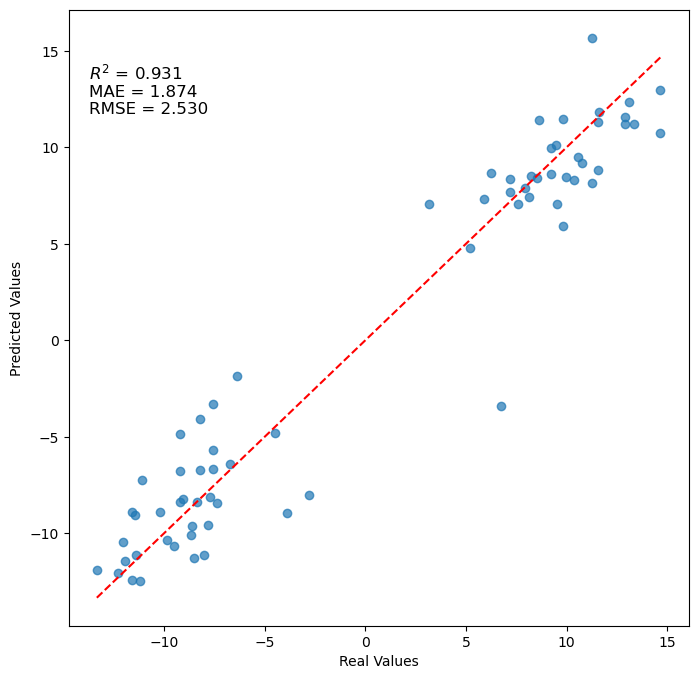 R² = 0.931
MAE = 1.874
RMSE = 2.530
15
10
5
0
−5
−10
Predicted Values
−10 −5 0 5 10 15
Real Values